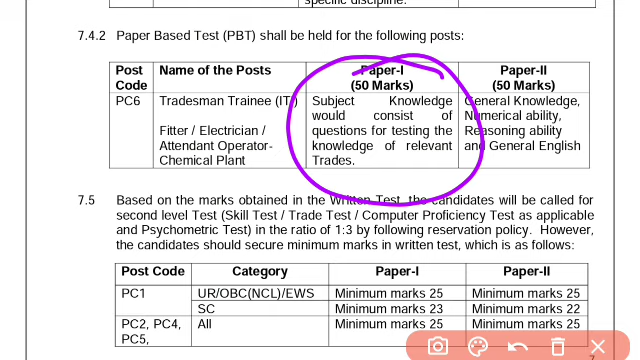 specific discipline.
7.4.2 Paper Based Test (PBT) shall be held for the following posts:
Post Code Name of the Posts Paper-I (50 Marks) Paper-II (50 Marks)
PC6 Tradesman Trainee (ITI) Subject Knowledge General Knowledge,
would consist of Numerical ability,
Fitter / Electrician / questions for testing the Reasoning ability
Attendant Operator- knowledge of relevant and General English
Chemical Plant Trades.
7.5 Based on the marks obtained in the Written Test, the candidates will be called for
second level Test (Skill Test / Trade Test / Computer Proficiency Test as applicable
and Psychometric Test) in the ratio of 1:3 by following reservation policy. However,
the candidates should secure minimum marks in written test, which is as follows:
Post Code Category Paper-I Paper-II
PC1 UR/OBC(NCL)/EWS Minimum marks 25 Minimum marks 25
SC Minimum marks 23 Minimum marks 22
PC2, PC4, All Minimum marks 25 Minimum marks 25
PC5,